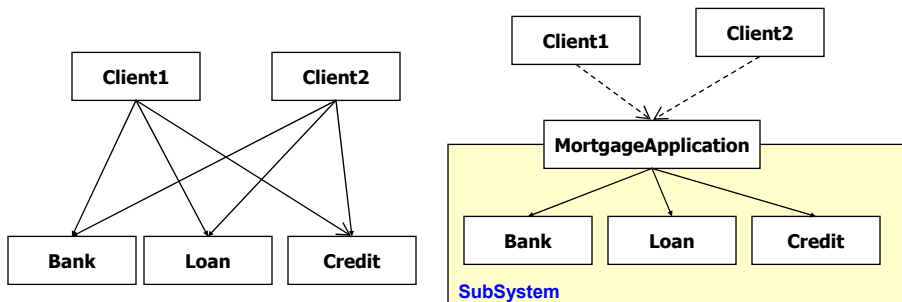 Client1
Client2
Bank
Loan
Credit
Client1
Client2
MortgageApplication
Bank
Loan
Credit
SubSystem